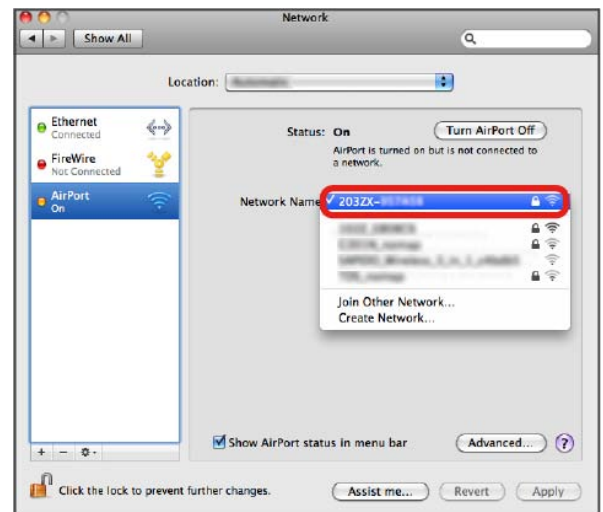 Network
Show All
Location:
Ethernet
Connected
FireWire
Not Connected
AirPort
On
Status: On
Turn AirPort Off
AirPort is turned on but is not connected to
a network.
Network Name
203ZX-
Join Other Network...
Create Network...
Show AirPort status in menu bar
Advanced...
?
Click the lock to prevent further changes.
Assist me...
Revert
Apply